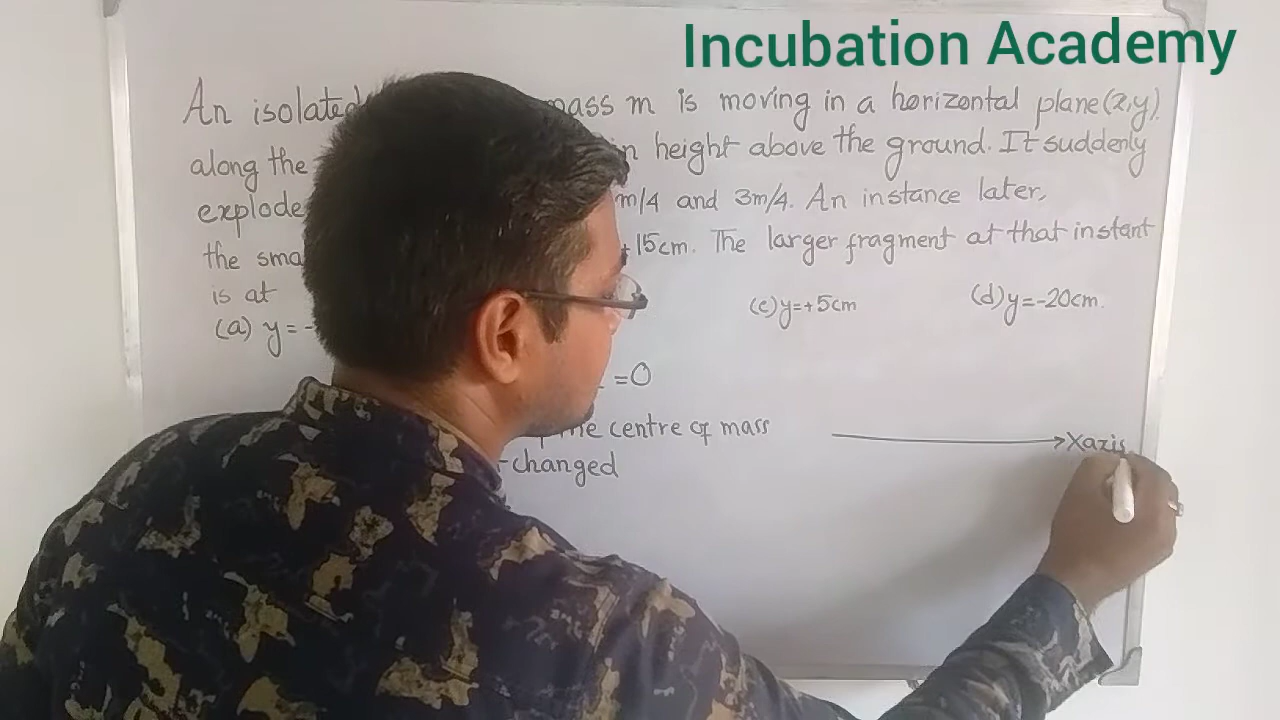 Incubation Academy
An isolated mass m is moving in a horizontal plane (x,y)
along the in height above the ground. It suddenly
explode m/4 and 3m/4. An instance later,
the sma +15cm. The larger fragment at that instant
is at
(a) y=- (c) y=+5cm (d) y=-20cm.
=0
the centre of mass
changed
X axis